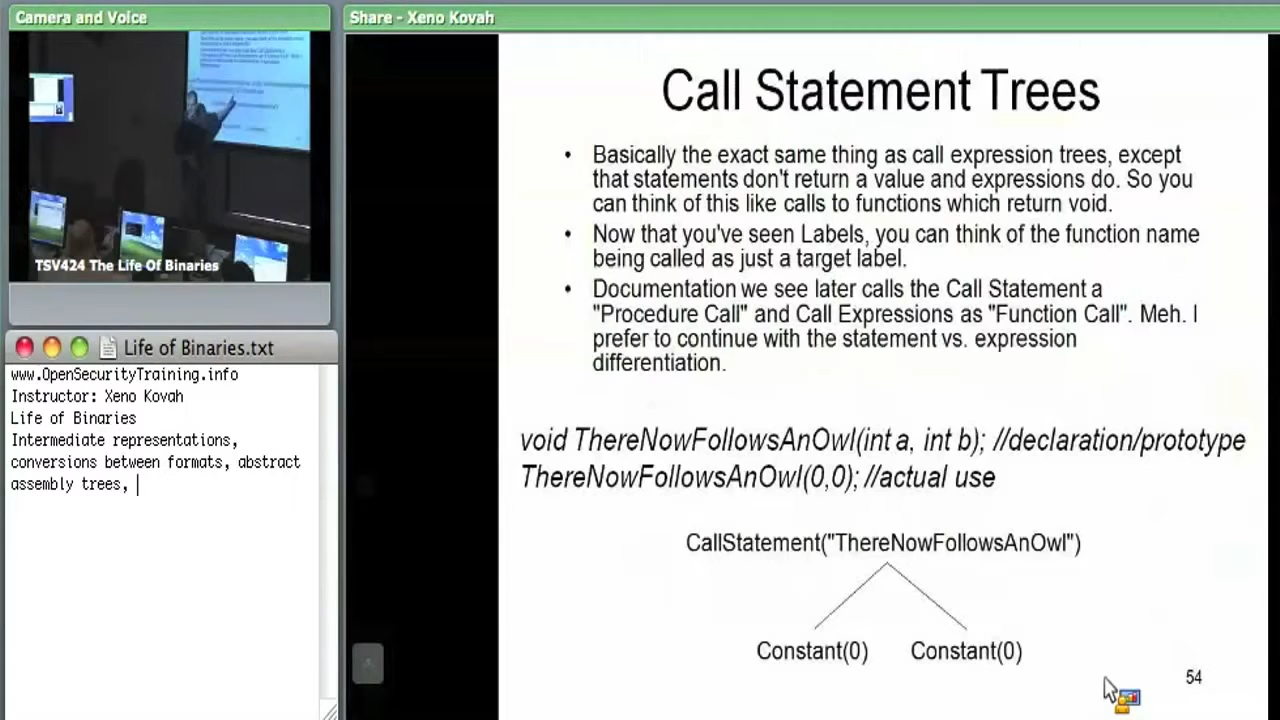 Camera and Voice
Share - Xeno Kovah
TSV424 The Life Of Binaries
Life of Binaries.txt
www.OpenSecurityTraining.info
Instructor: Xeno Kovah
Life of Binaries
Intermediate representations,
conversions between formats, abstract
assembly trees,
Call Statement Trees
• Basically the exact same thing as call expression trees, except
that statements don't return a value and expressions do. So you
can think of this like calls to functions which return void.
• Now that you've seen Labels, you can think of the function name
being called as just a target label.
• Documentation we see later calls the Call Statement a
"Procedure Call" and Call Expressions as "Function Call". Meh. I
prefer to continue with the statement vs. expression
differentiation.
void ThereNowFollowsAnOwl(int a, int b); //declaration/prototype
ThereNowFollowsAnOwl(0,0); //actual use
CallStatement("ThereNowFollowsAnOwl")
Constant(0) Constant(0)
54